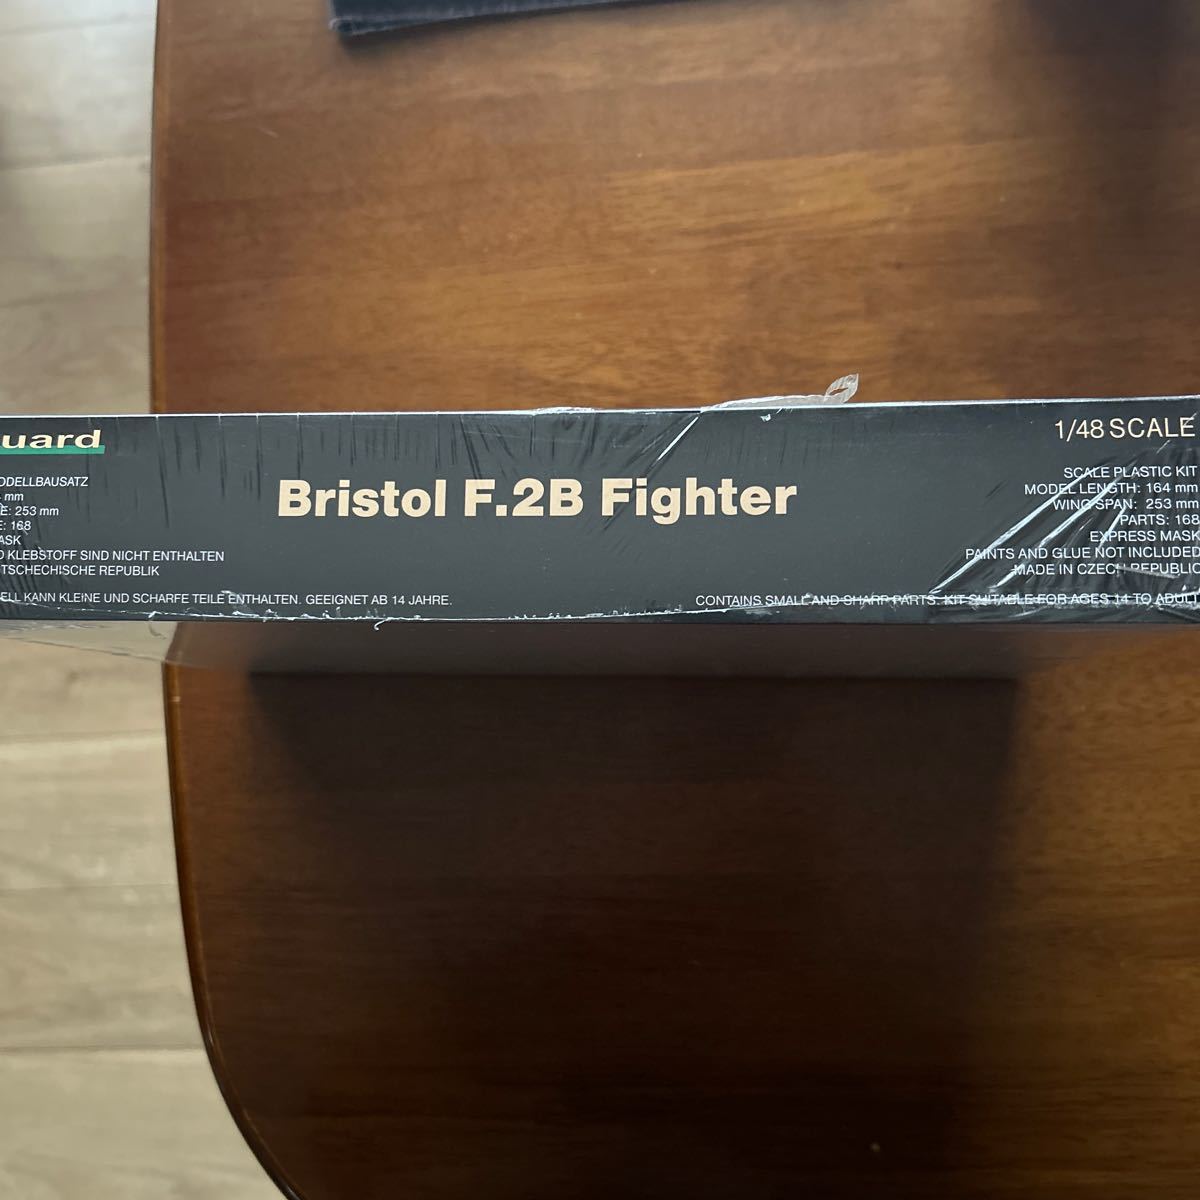 uard
ODELLBAUSATZ
mm
E: 253 mm
E: 168
ASK
D KLEBSTOFF SIND NICHT ENTHALTEN
TSCHECHISCHE REPUBLIK
ELL KANN KLEINE UND SCHARFE TEILE ENTHALTEN. GEEIGNET AB 14 JAHRE.
Bristol F.2B Fighter
1/48 SCALE
SCALE PLASTIC KIT
MODEL LENGTH: 164 mm
WING SPAN: 253 mm
PARTS: 168
EXPRESS MASK
PAINTS AND GLUE NOT INCLUDED
MADE IN CZECH REPUBLIC
CONTAINS SMALL AND SHARP PARTS. KIT SUITABLE FOR AGES 14 TO ADULT